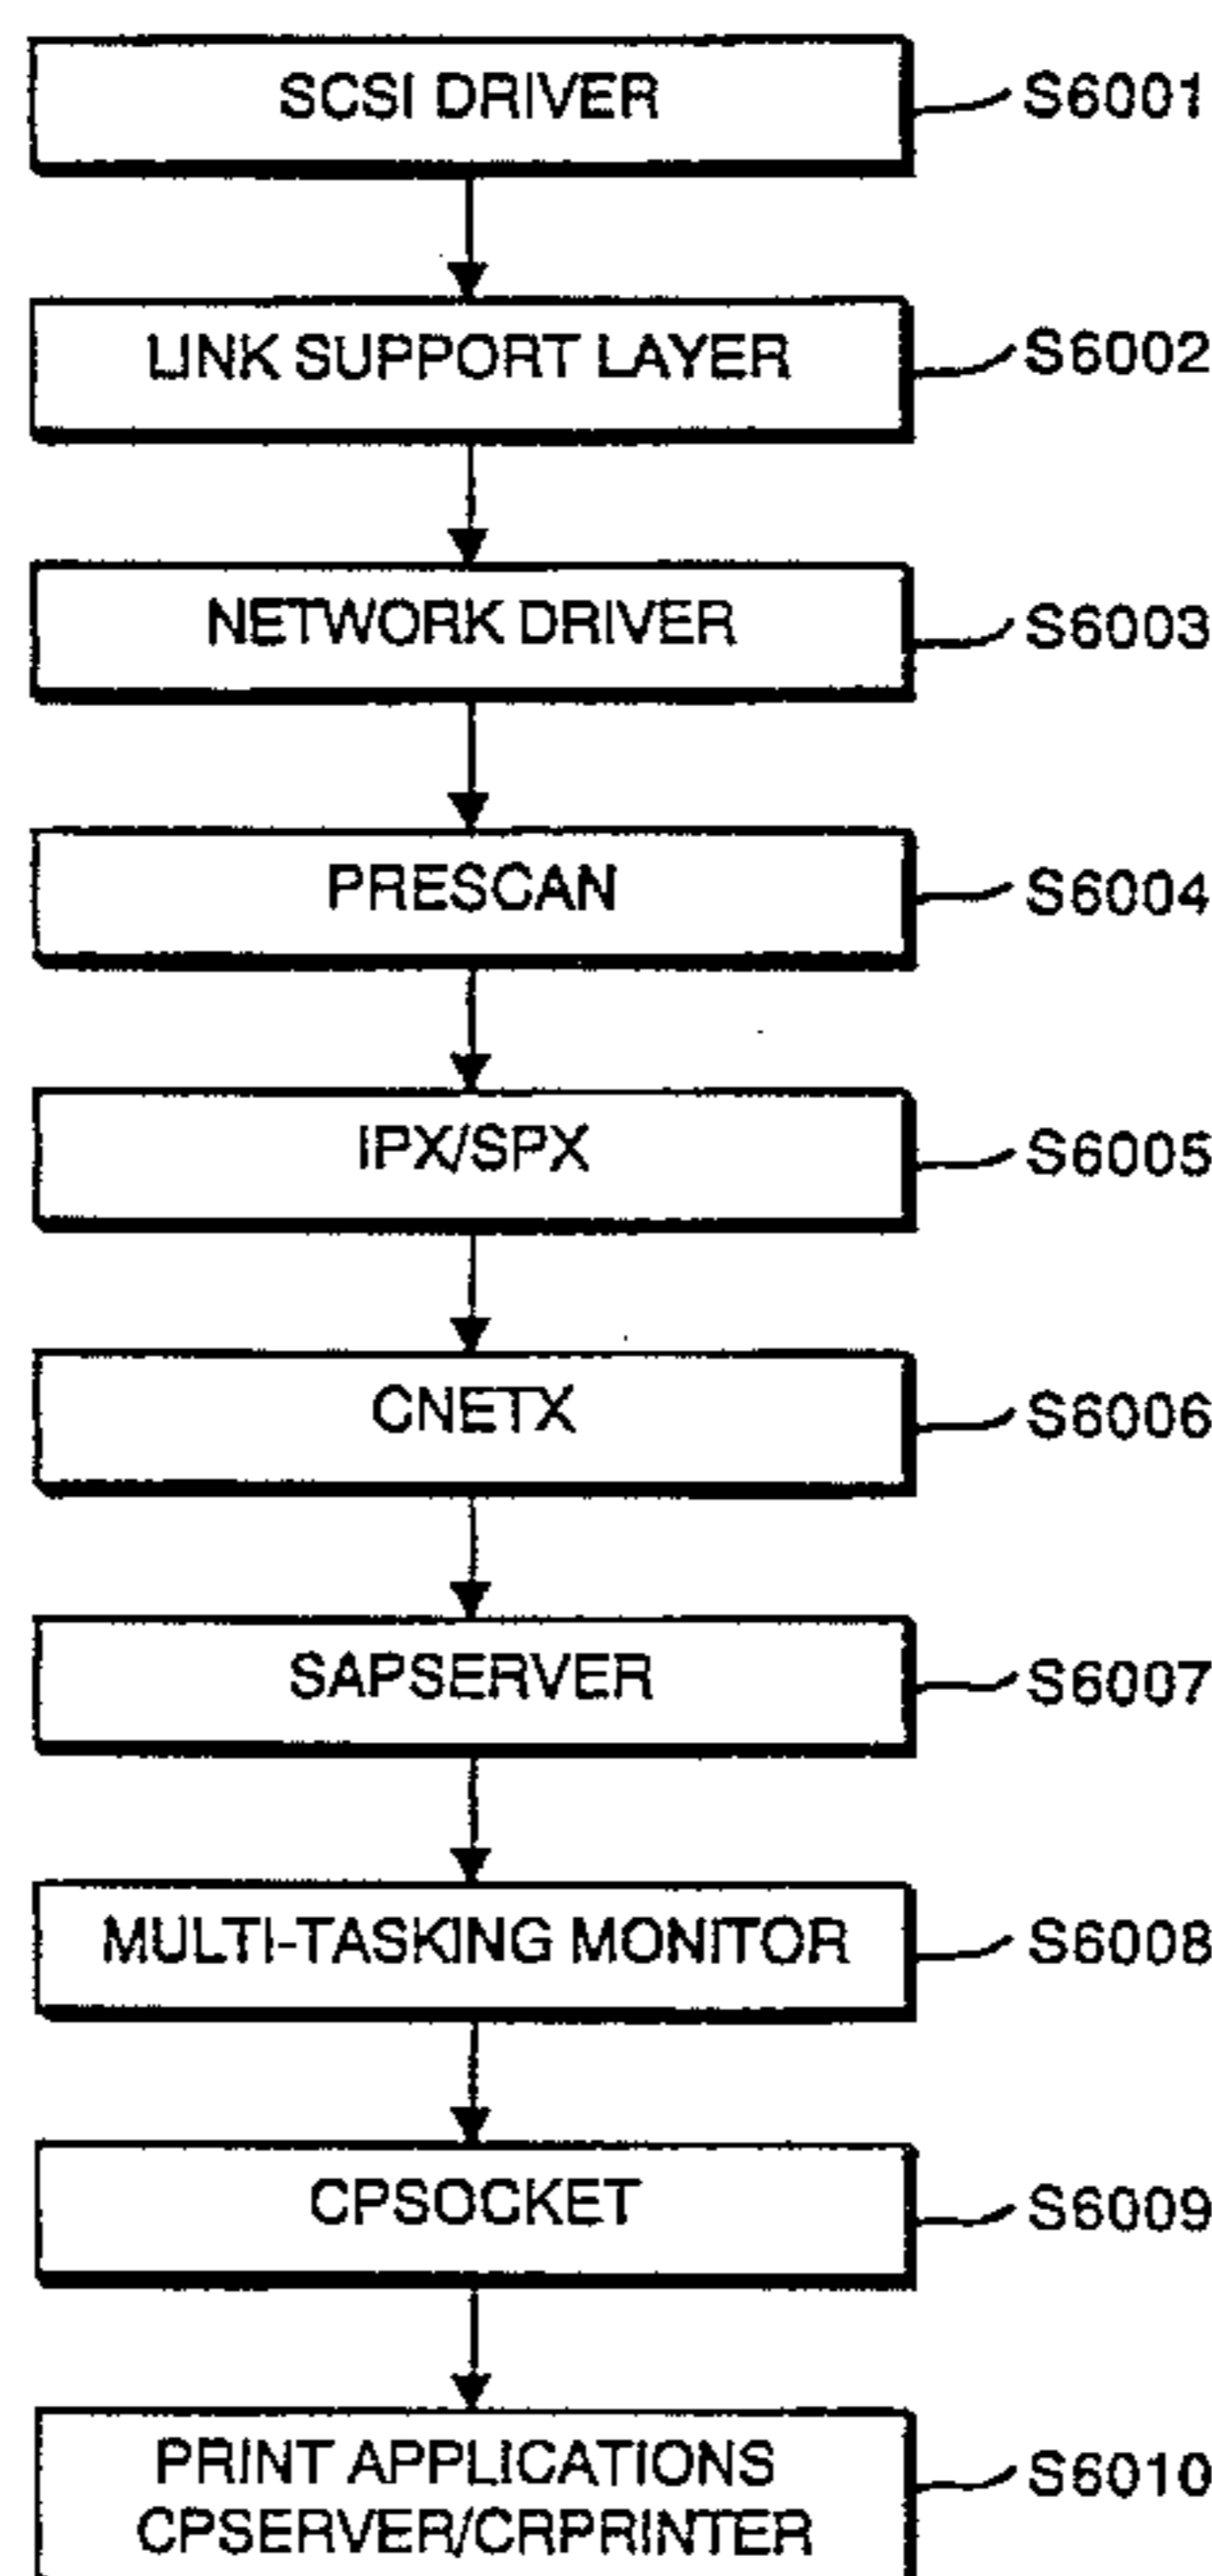 SCSI DRIVER S6001
LINK SUPPORT LAYER S6002
NETWORK DRIVER S6003
PRESCAN S6004
IPX/SPX S6005
CNETX S6006
SAPSERVER S6007
MULTI-TASKING MONITOR S6008
CPSOCKET S6009
PRINT APPLICATIONS S6010
CPSERVER/CRPRINTER